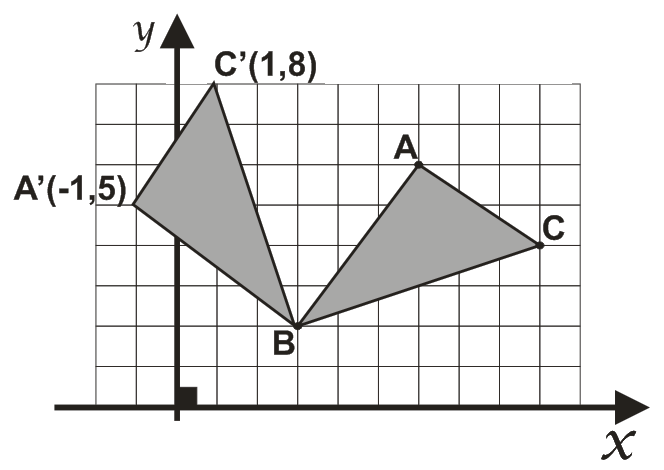 y
C’(1,8)
A
A’(-1,5)
C
B
x